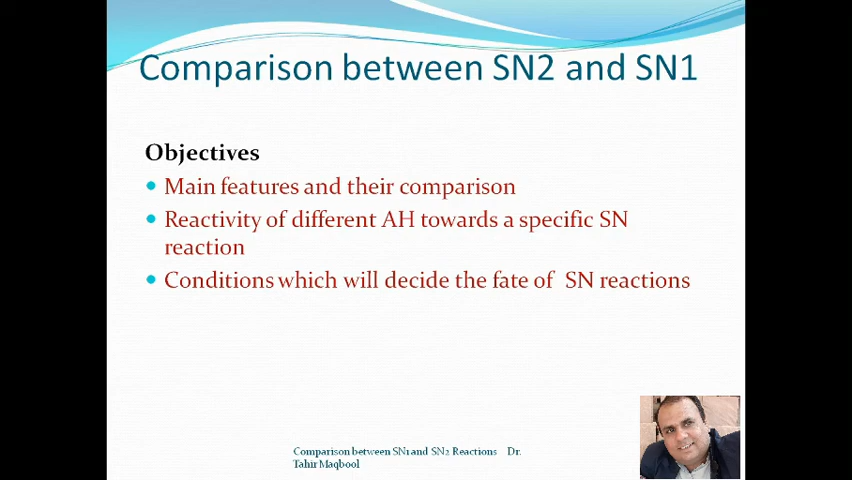 Comparison between SN2 and SN1
Objectives
Main features and their comparison
Reactivity of different AH towards a specific SN
reaction
Conditions which will decide the fate of SN reactions
Comparison between SN1 and SN2 Reactions Dr.
Tahir Maqbool